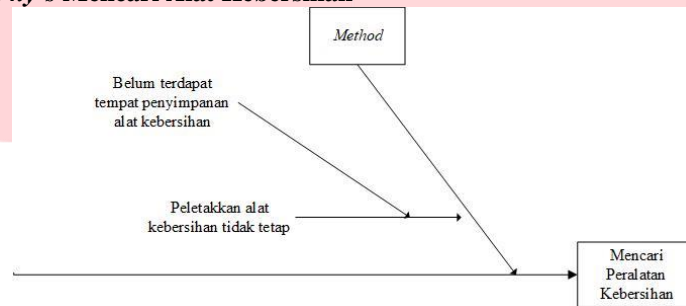 Mencari Alat Kebersihan
Method
Belum terdapat
tempat penyimpanan
alat kebersihan
Peletakkan alat
kebersihan tidak tetap
Mencari
Peralatan
Kebersihan